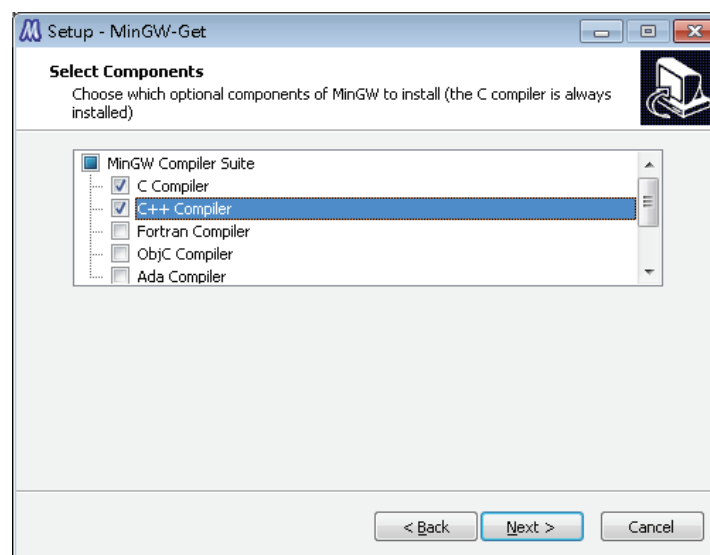 Setup - MinGW-Get
Select Components
Choose which optional components of MinGW to install (the C compiler is always
installed)
MinGW Compiler Suite
C Compiler
C++ Compiler
Fortran Compiler
ObjC Compiler
Ada Compiler
< Back
Next >
Cancel